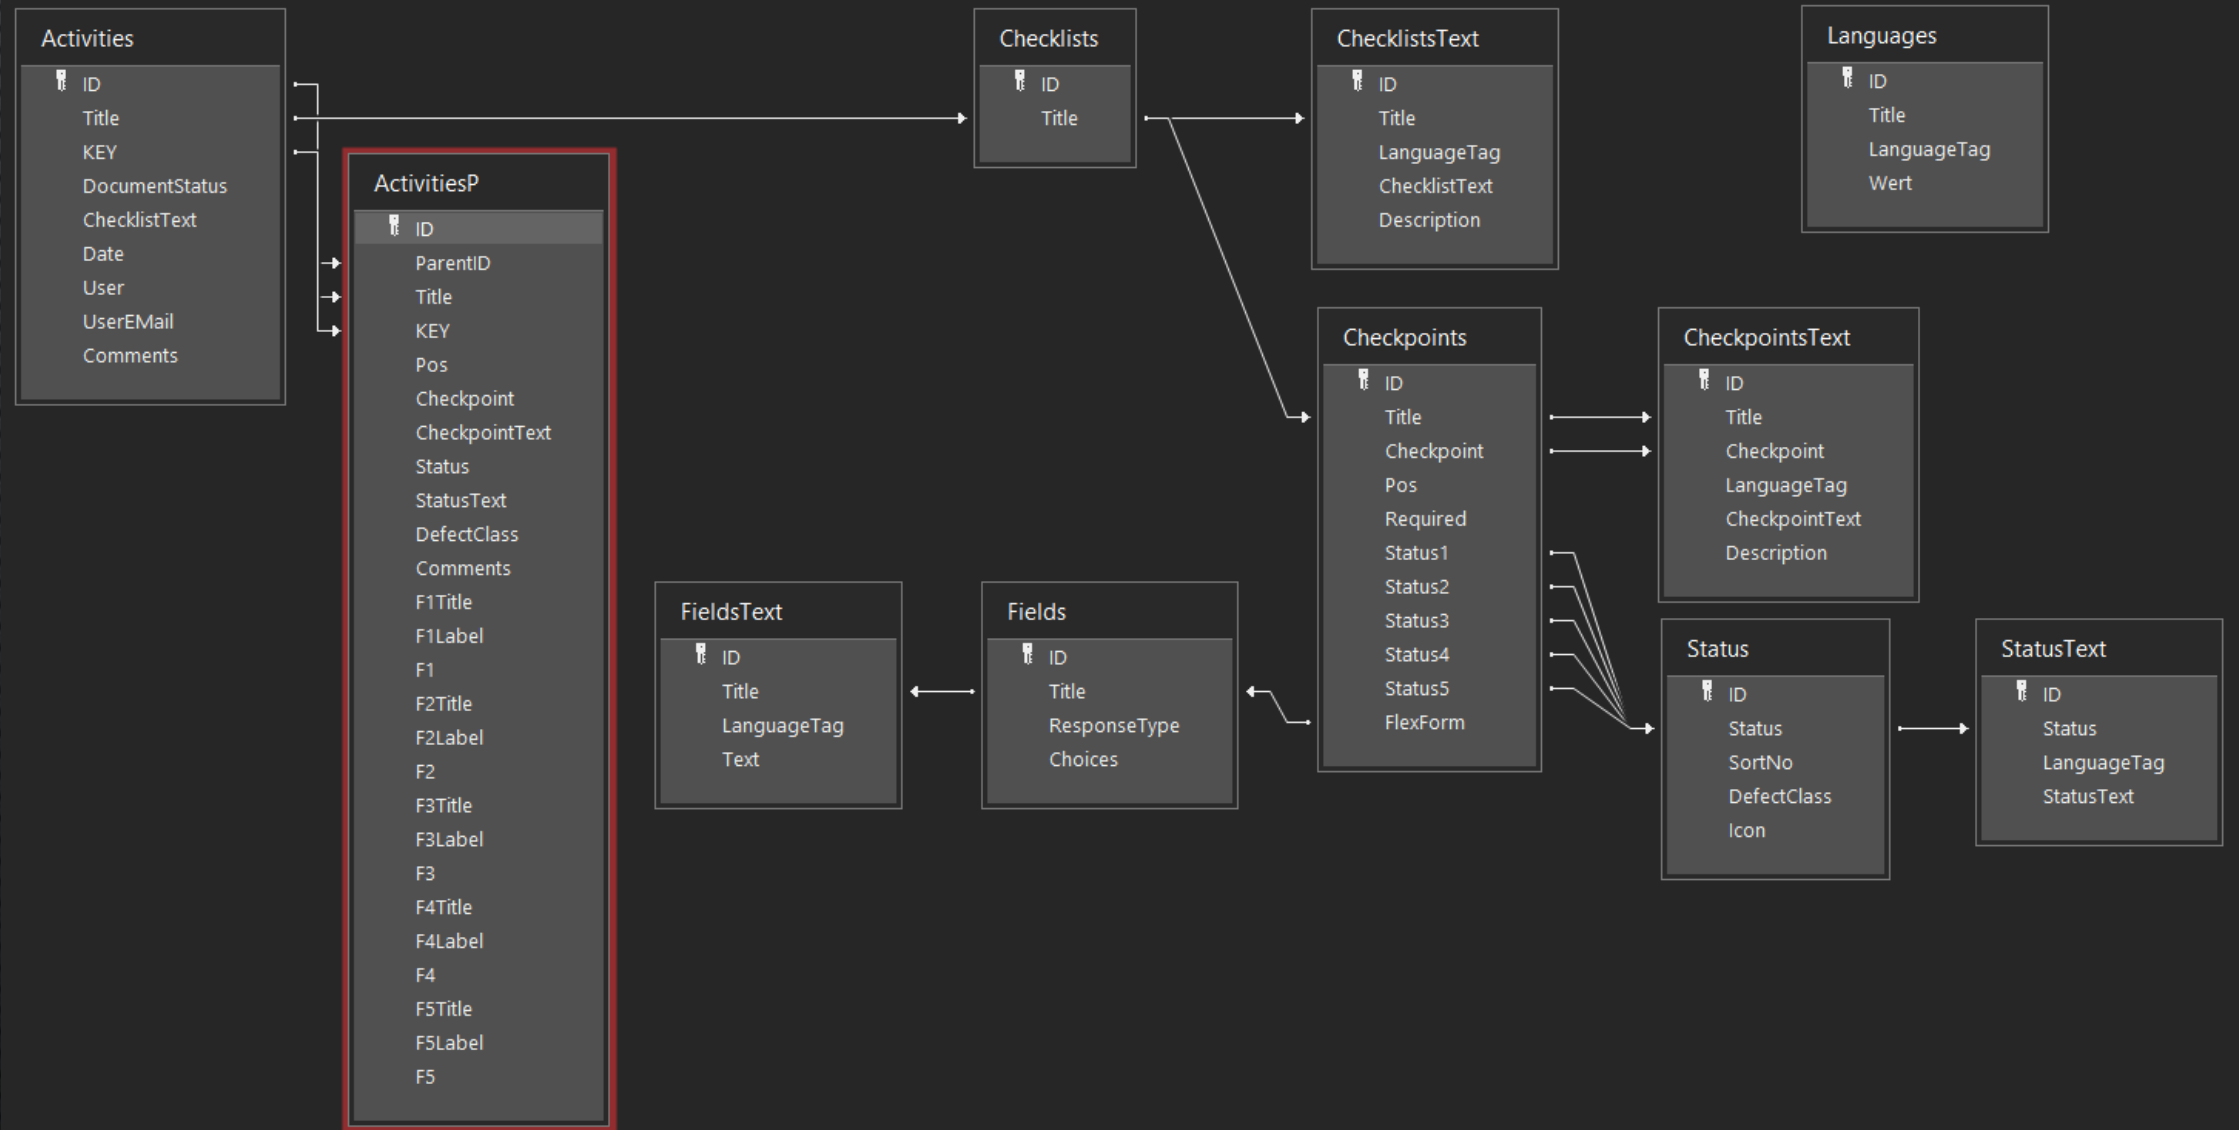 Activities
ID
Title
KEY
DocumentStatus
ChecklistText
Date
User
UserEMail
Comments
ActivitiesP
ID
ParentID
Title
KEY
Pos
Checkpoint
CheckpointText
Status
StatusText
DefectClass
Comments
F1Title
F1Label
F1
F2Title
F2Label
F2
F3Title
F3Label
F3
F4Title
F4Label
F4
F5Title
F5Label
F5
Checklists
ID
Title
ChecklistsText
ID
Title
LanguageTag
ChecklistText
Description
Languages
ID
Title
LanguageTag
Wert
Checkpoints
ID
Title
Checkpoint
Pos
Required
Status1
Status2
Status3
Status4
Status5
FlexForm
CheckpointsText
ID
Title
Checkpoint
LanguageTag
CheckpointText
Description
FieldsText
ID
Title
LanguageTag
Text
Fields
ID
Title
ResponseType
Choices
Status
ID
Status
SortNo
DefectClass
Icon
StatusText
ID
Status
LanguageTag
StatusText